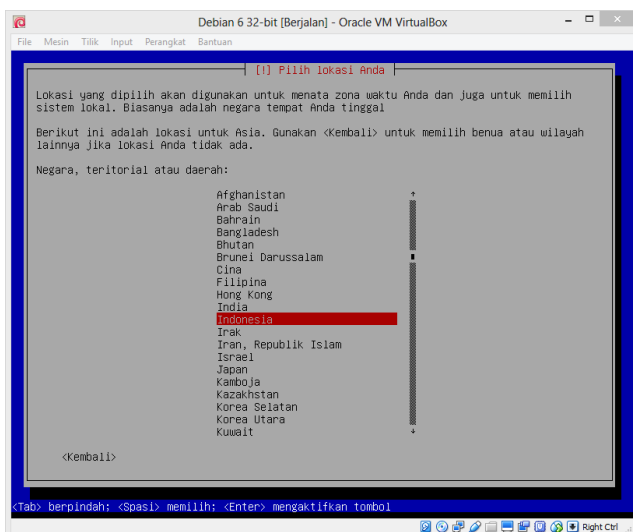 Debian 6 32-bit [Berjalan] - Oracle VM VirtualBox
File Mesin Tilik Input Perangkat Bantuan
[!] Pilih lokasi Anda
Lokasi yang dipilih akan digunakan untuk menata zona waktu Anda dan juga untuk memilih
sistem lokal. Biasanya adalah negara tempat Anda tinggal
Berikut ini adalah lokasi untuk Asia. Gunakan <Kembali> untuk memilih benua atau wilayah
lainnya jika lokasi Anda tidak ada.
Negara, teritorial atau daerah:
Afghanistan
Arab Saudi
Bahrain
Bangladesh
Bhutan
Brunei Darussalam
Cina
Filipina
Hong Kong
India
Indonesia
Irak
Iran, Republik Islam
Israel
Japan
Kamboja
Kazakhstan
Korea Selatan
Korea Utara
Kuwait
<Kembali>
<Tab> berpindah; <Spasi> memilih; <Enter> mengaktifkan tombol
Right Ctrl